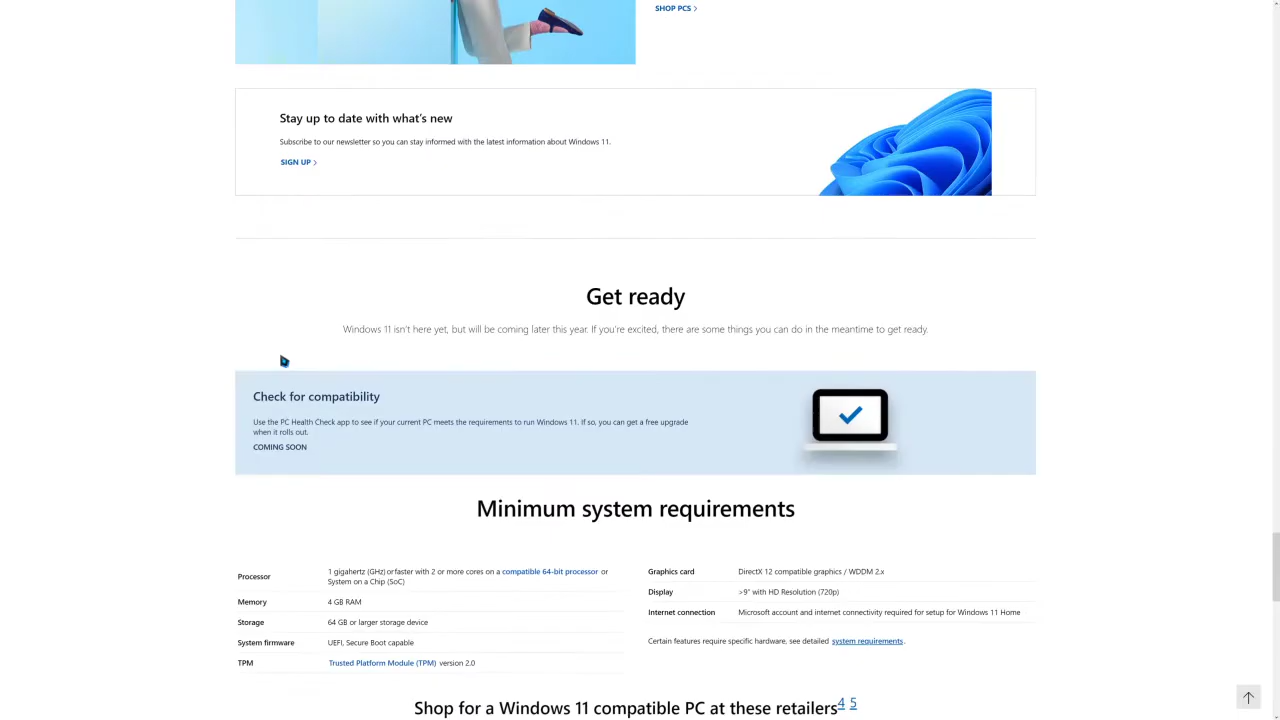 SHOP PCS >
Stay up to date with what's new
Subscribe to our newsletter so you can stay informed with the latest information about Windows 11.
SIGN UP >
Get ready
Windows 11 isn't here yet, but will be coming later this year. If you're excited, there are some things you can do in the meantime to get ready.
Check for compatibility
Use the PC Health Check app to see if your current PC meets the requirements to run Windows 11. If so, you can get a free upgrade
when it rolls out.
COMING SOON
Minimum system requirements
Processor
1 gigahertz (GHz) or faster with 2 or more cores on a compatible 64-bit processor or
System on a Chip (SoC)
Memory
4 GB RAM
Storage
64 GB or larger storage device
System firmware
UEFI, Secure Boot capable
TPM
Trusted Platform Module (TPM) version 2.0
Graphics card
DirectX 12 compatible graphics / WDDM 2.x
Display
>9" with HD Resolution (720p)
Internet connection
Microsoft account and internet connectivity required for setup for Windows 11 Home
Certain features require specific hardware, see detailed system requirements.
Shop for a Windows 11 compatible PC at these retailers4 5